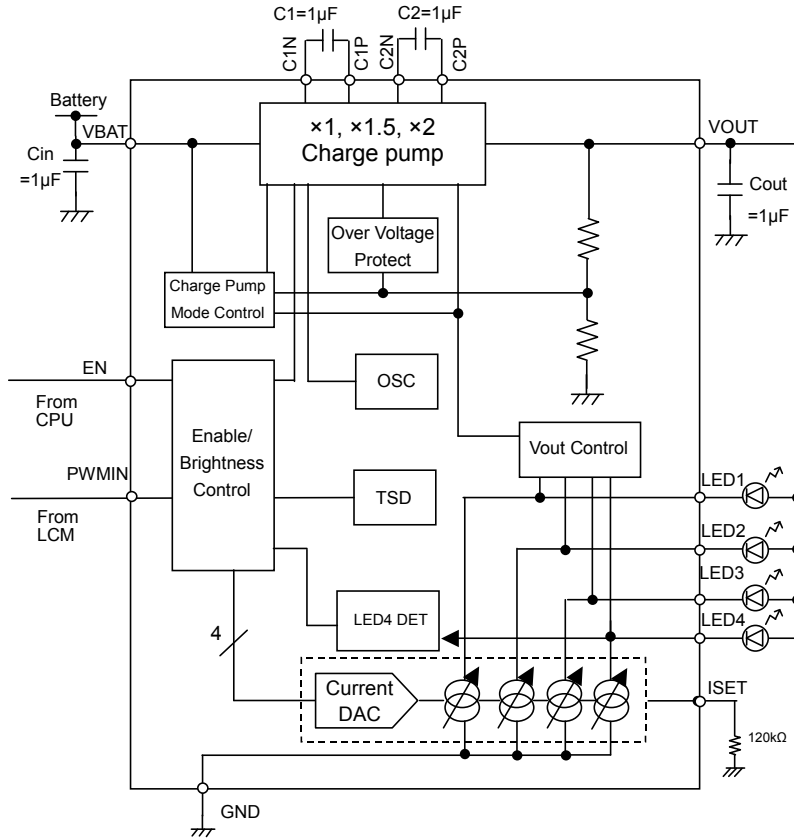 C1=1µF
C2=1µF
C1N
C1P
C2N
C2P
Battery
VBAT
Cin
=1µF
×1, ×1.5, ×2
Charge pump
VOUT
Cout
=1µF
Over Voltage
Protect
Charge Pump
Mode Control
EN
From
CPU
OSC
Enable/
Brightness
Control
Vout Control
PWMIN
From
LCM
TSD
LED1
LED2
LED3
LED4
LED4 DET
4
Current
DAC
ISET
120kΩ
GND